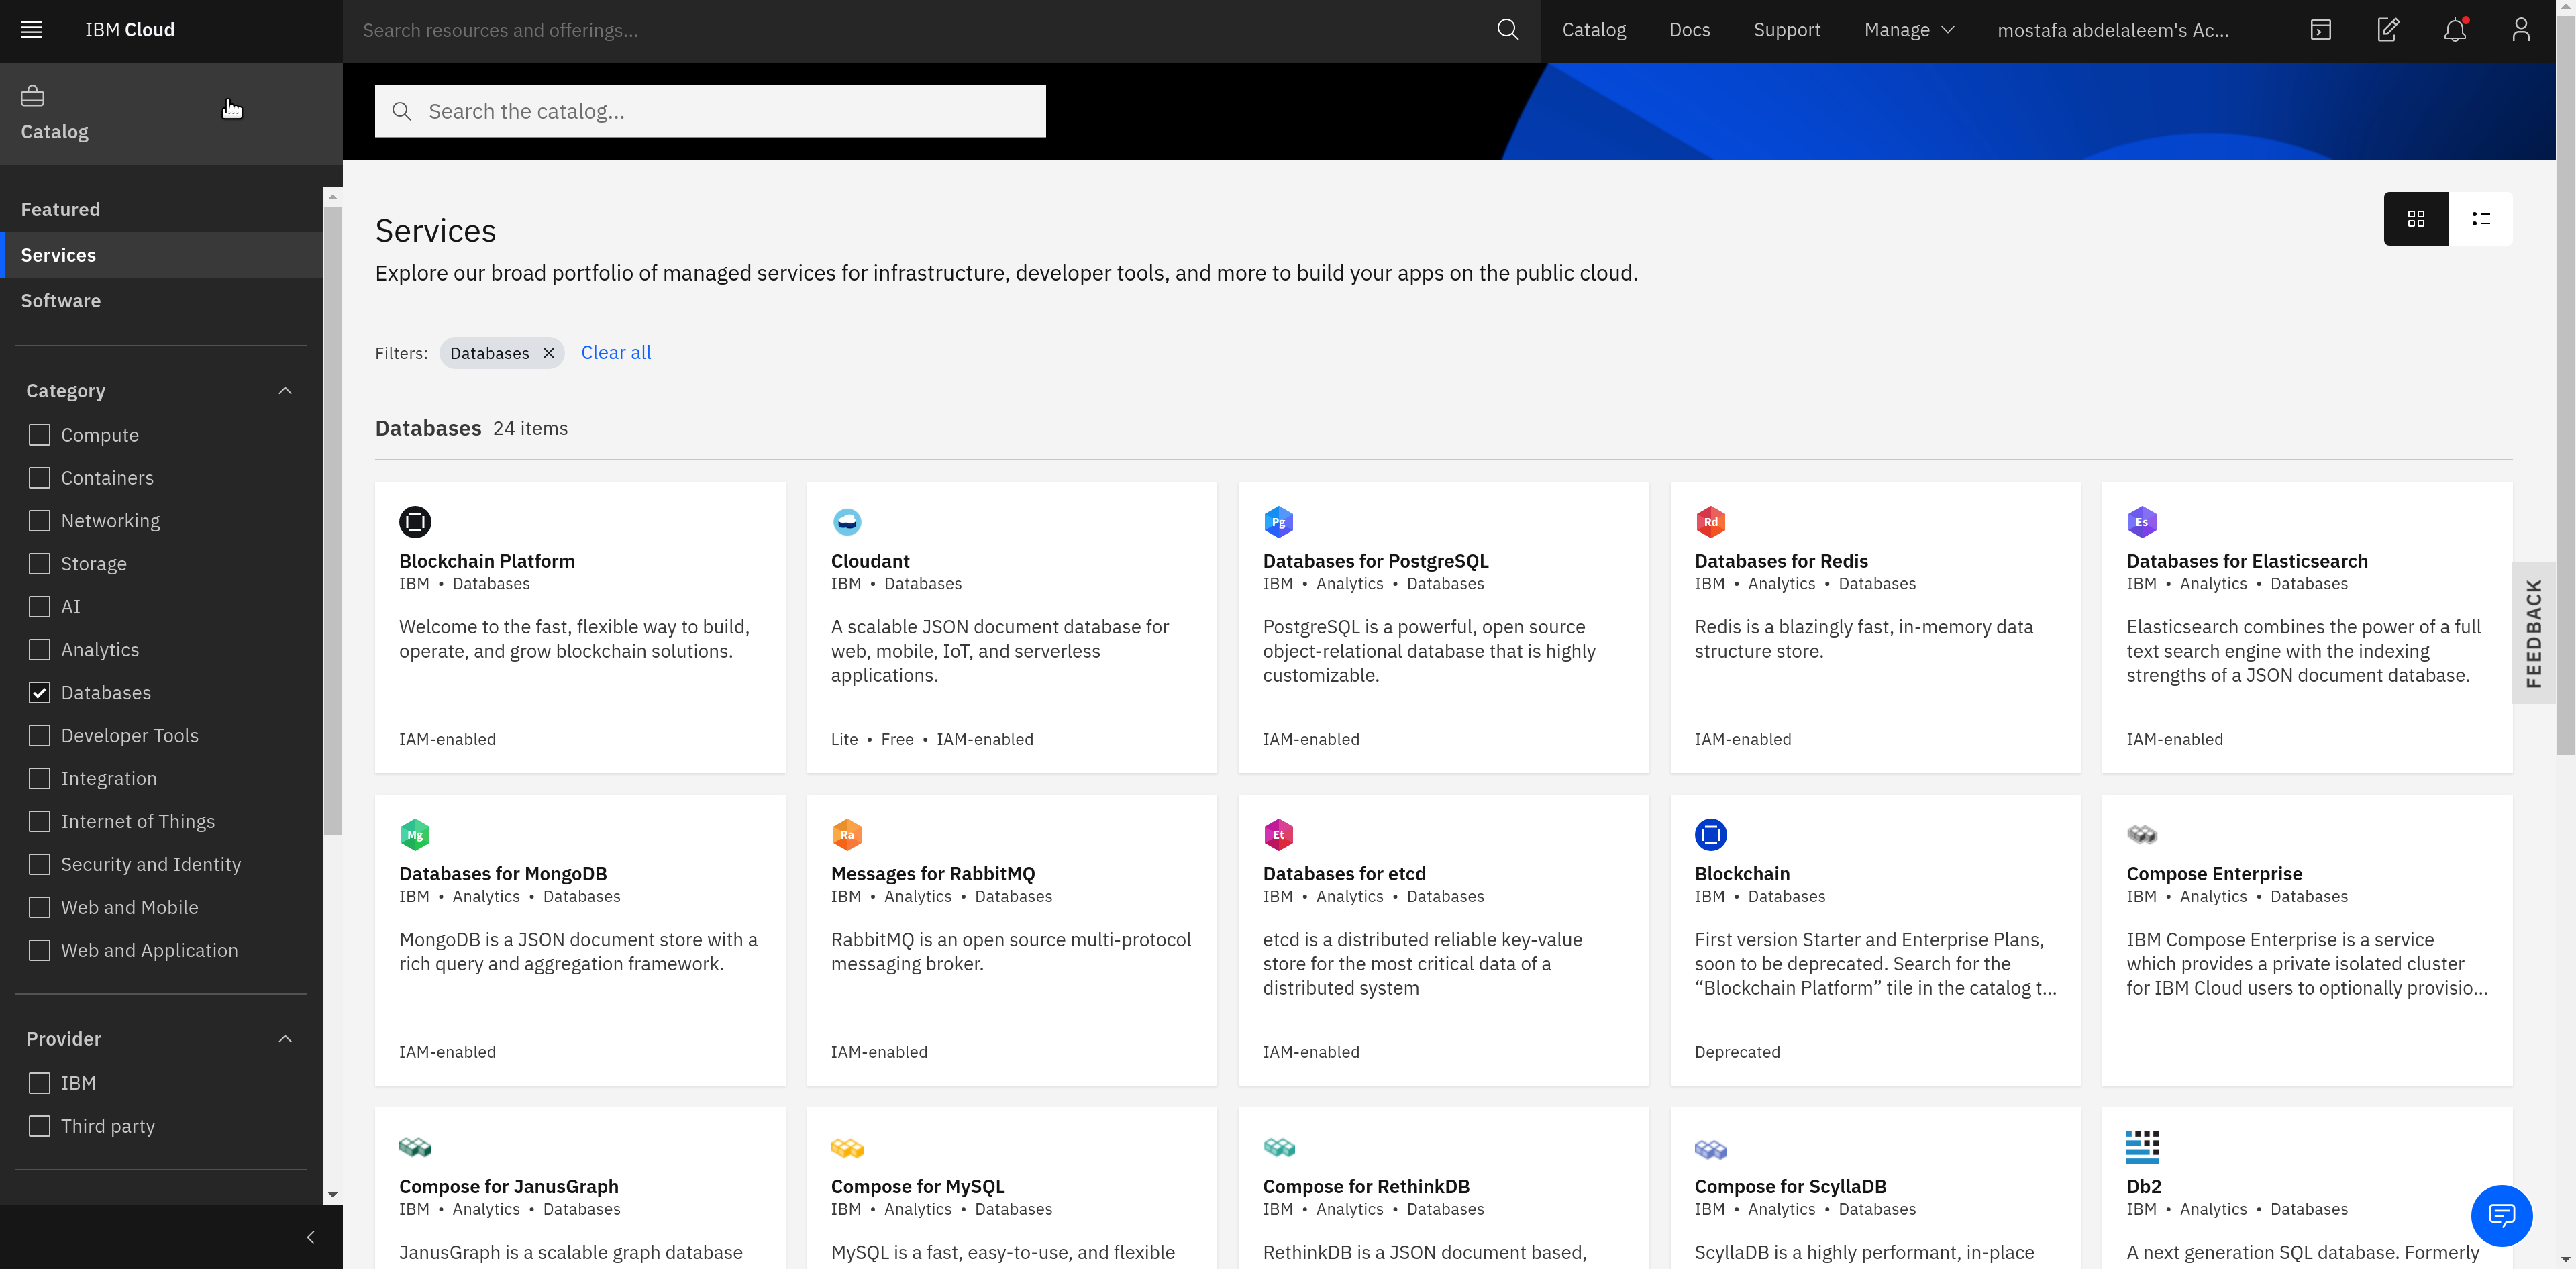 IBM Cloud
Search resources and offerings...
Catalog
Docs
Support
Manage
mostafa abdelaleem's Ac...
Catalog
Search the catalog...
Featured
Services
Software
Category
Compute
Containers
Networking
Storage
AI
Analytics
Databases
Developer Tools
Integration
Internet of Things
Security and Identity
Web and Mobile
Web and Application
Provider
IBM
Third party
Services
Explore our broad portfolio of managed services for infrastructure, developer tools, and more to build your apps on the public cloud.
Filters: Databases Clear all
Databases 24 items
Blockchain Platform
IBM • Databases
Welcome to the fast, flexible way to build,
operate, and grow blockchain solutions.
IAM-enabled
Cloudant
IBM • Databases
A scalable JSON document database for
web, mobile, IoT, and serverless
applications.
Lite • Free • IAM-enabled
Pg
Databases for PostgreSQL
IBM • Analytics • Databases
PostgreSQL is a powerful, open source
object-relational database that is highly
customizable.
IAM-enabled
Rd
Databases for Redis
IBM • Analytics • Databases
Redis is a blazingly fast, in-memory data
structure store.
IAM-enabled
Es
Databases for Elasticsearch
IBM • Analytics • Databases
Elasticsearch combines the power of a full
text search engine with the indexing
strengths of a JSON document database.
IAM-enabled
FEEDBACK
Mg
Databases for MongoDB
IBM • Analytics • Databases
MongoDB is a JSON document store with a
rich query and aggregation framework.
IAM-enabled
Ra
Messages for RabbitMQ
IBM • Analytics • Databases
RabbitMQ is an open source multi-protocol
messaging broker.
IAM-enabled
Et
Databases for etcd
IBM • Analytics • Databases
etcd is a distributed reliable key-value
store for the most critical data of a
distributed system
IAM-enabled
Blockchain
IBM • Databases
First version Starter and Enterprise Plans,
soon to be deprecated. Search for the
“Blockchain Platform” tile in the catalog t...
Deprecated
Compose Enterprise
IBM • Analytics • Databases
IBM Compose Enterprise is a service
which provides a private isolated cluster
for IBM Cloud users to optionally provisio...
Compose for JanusGraph
IBM • Analytics • Databases
JanusGraph is a scalable graph database
Compose for MySQL
IBM • Analytics • Databases
MySQL is a fast, easy-to-use, and flexible
Compose for RethinkDB
IBM • Analytics • Databases
RethinkDB is a JSON document based,
Compose for ScyllaDB
IBM • Analytics • Databases
ScyllaDB is a highly performant, in-place
Db2
IBM • Analytics • Databases
A next generation SQL database. Formerly